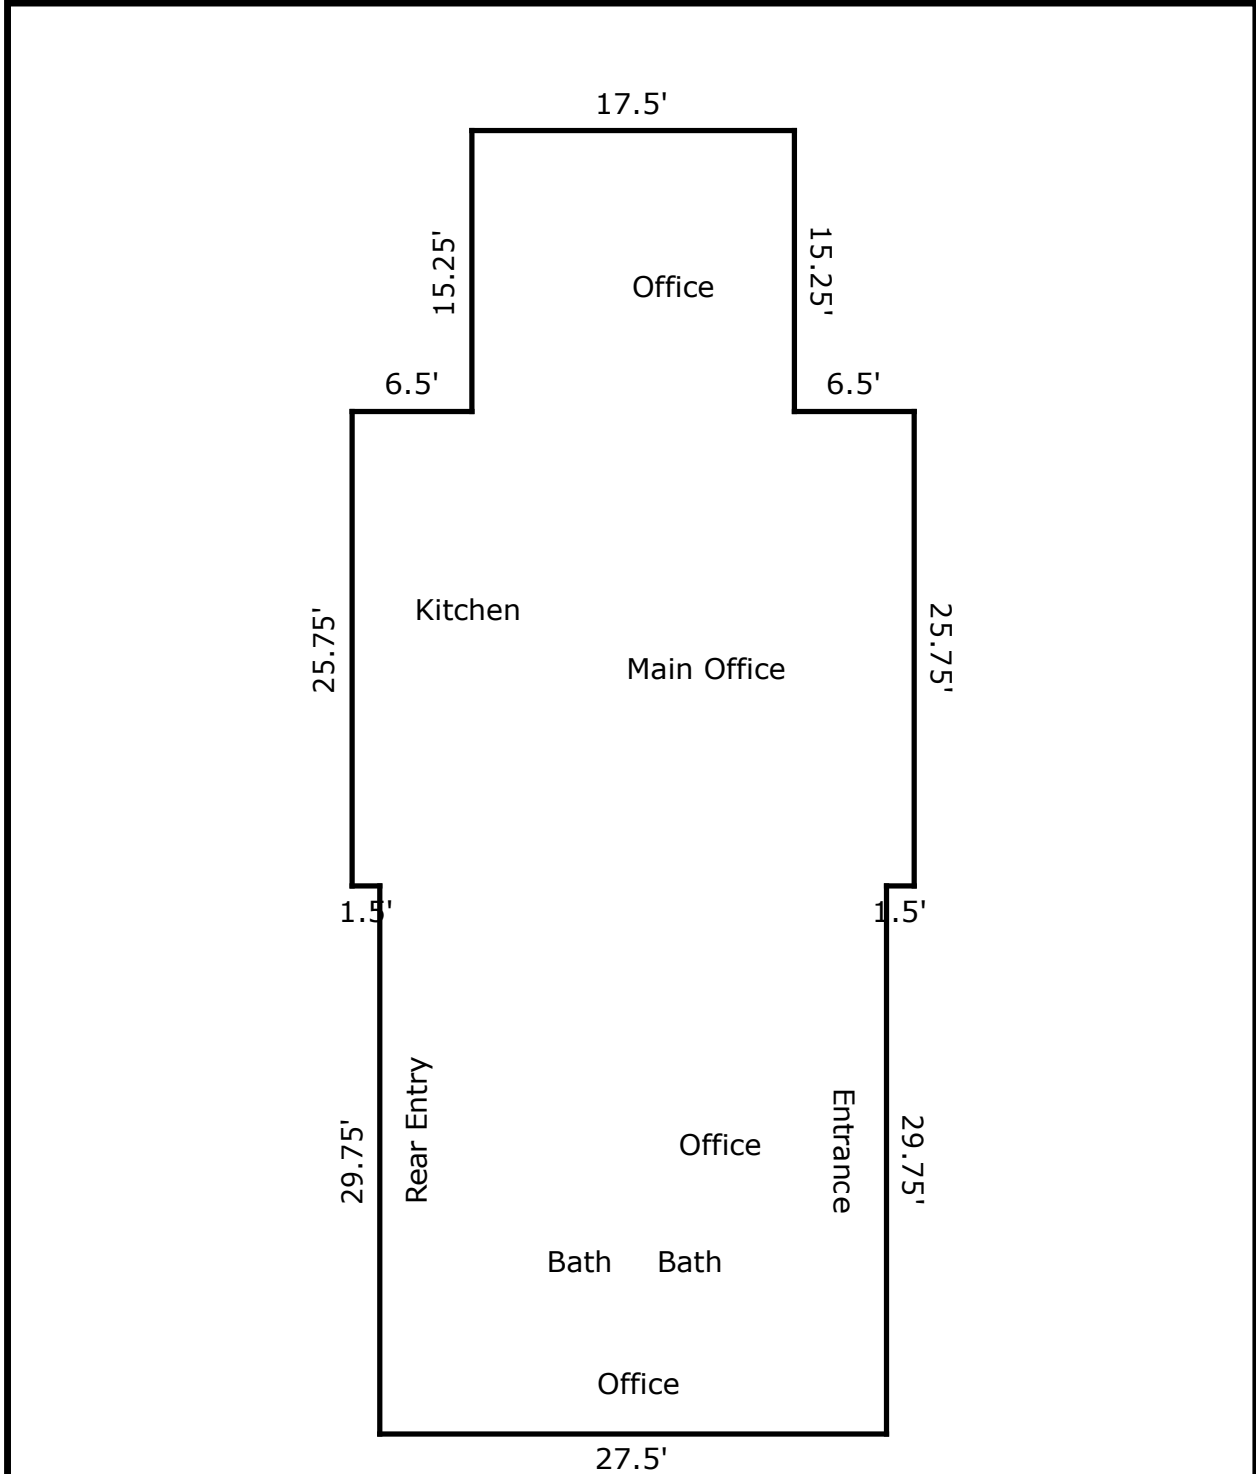 17.5'
15.25'
15.25'
Office
6.5'
6.5'
Kitchen
25.75'
25.75'
Main Office
1.5'
1.5'
Rear Entry
Entrance
29.75'
29.75'
Office
Bath Bath
Office
27.5'